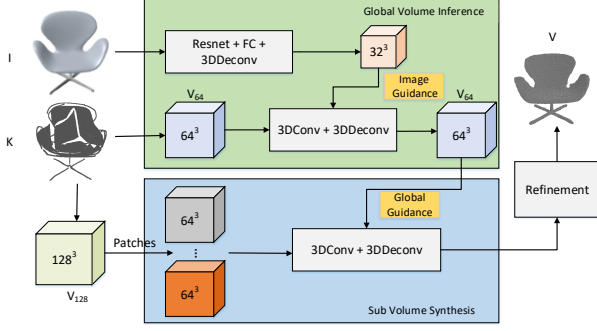 Global Volume Inference
V
I
Resnet + FC +
3DDeconv
32³
Image
Guidance
V₆₄
V₆₄
K
64³
3DConv + 3DDeconv
64³
Refinement
Global
Guidance
64³
128³
Patches
⋮
3DConv + 3DDeconv
64³
V₁₂₈
Sub Volume Synthesis